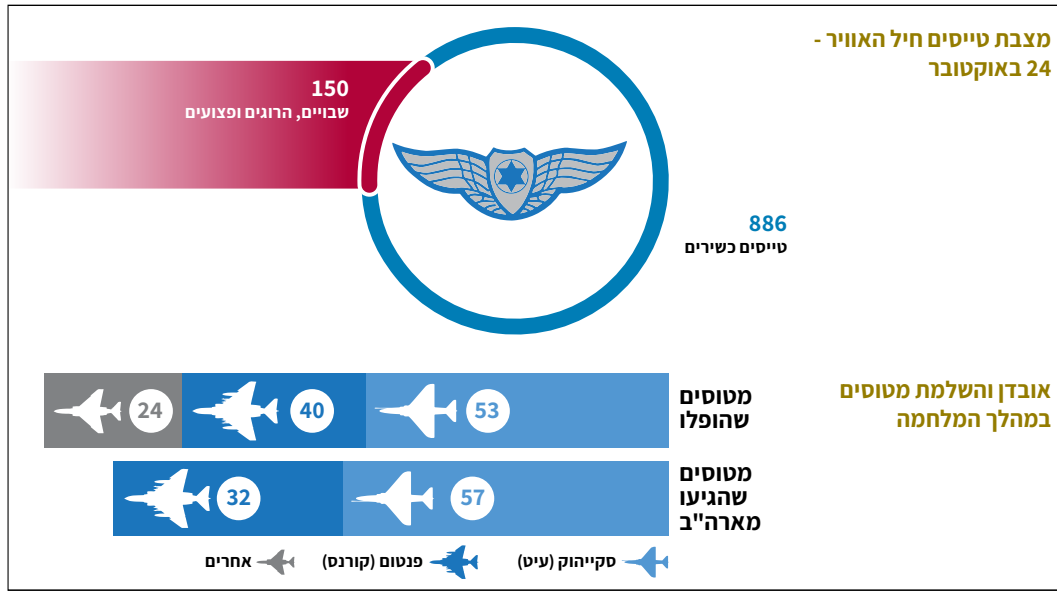 מצבת טייסים חיל האוויר -
24 באוקטובר
150
שבויים, הרוגים ופצועים
886
טייסים כשירים
אובדן והשלמת מטוסים
במהלך המלחמה
מטוסים
שהופלו
53
40
24
מטוסים
שהגיעו
מארה"ב
57
32
סקייהוק (עיט)
פנטום (קורנס)
אחרים